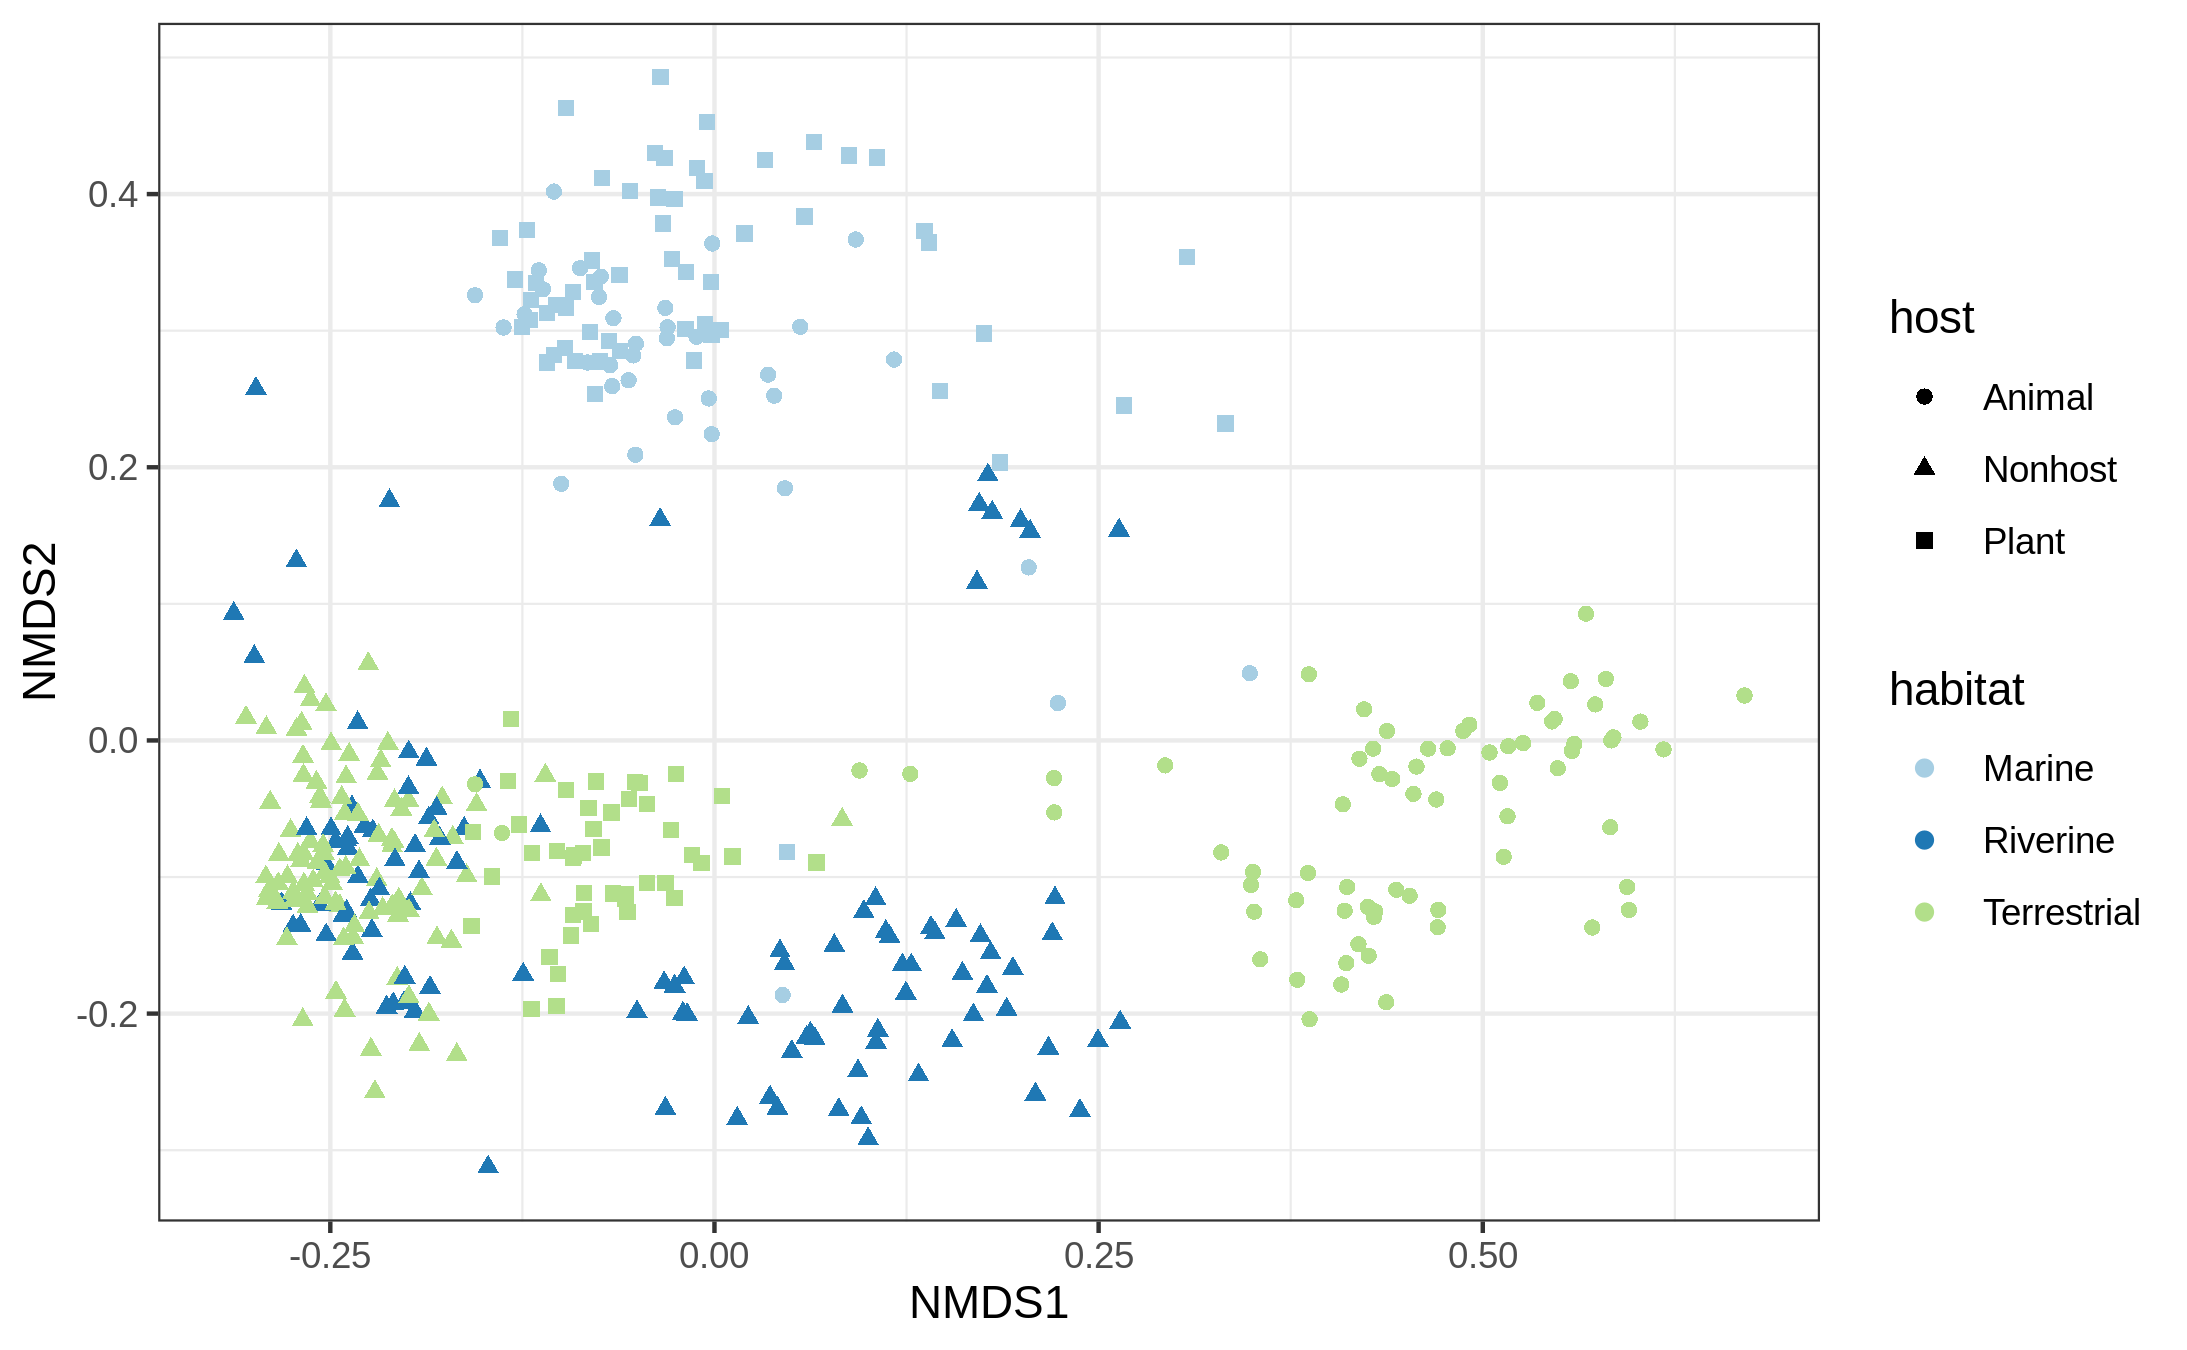 0.4
0.2
0.0
-0.2
NMDS2
-0.25
0.00
0.25
0.50
NMDS1
host
Animal
Nonhost
Plant
habitat
Marine
Riverine
Terrestrial